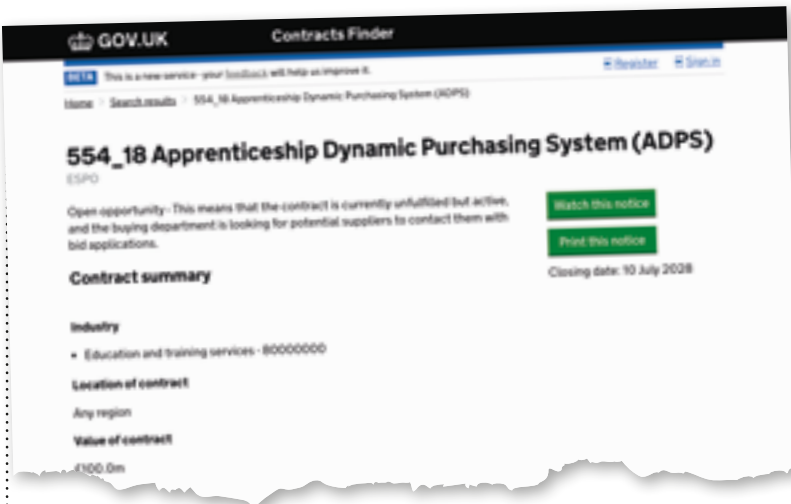 GOV.UK Contracts Finder
BETA This is a new service - your feedback will help us improve it.
Register Sign in
Home Search results 554_18 Apprenticeship Dynamic Purchasing System (ADPS)
554_18 Apprenticeship Dynamic Purchasing System (ADPS)
ESPO
Open opportunity - This means that the contract is currently unfulfilled but active,
and the buying department is looking for potential suppliers to contact them with
bid applications.
Watch this notice
Print this notice
Closing date: 10 July 2028
Contract summary
Industry
• Education and training services - 80000000
Location of contract
Any region
Value of contract
£100.0m